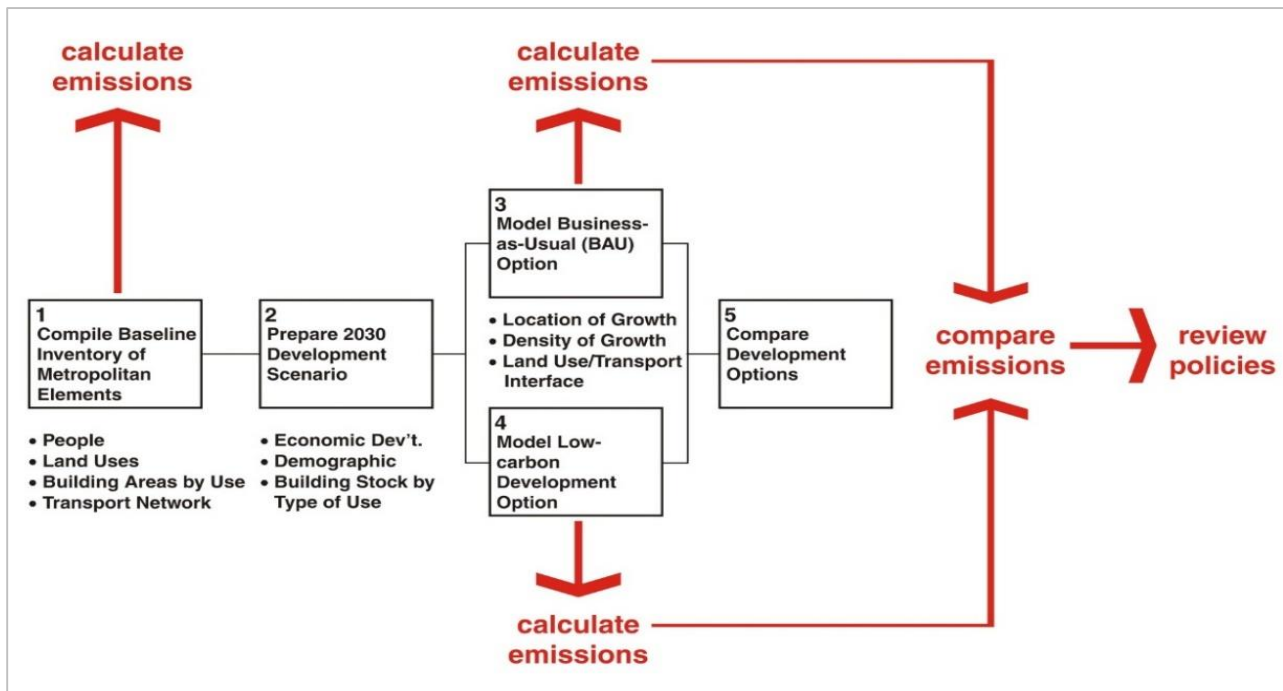 calculate
emissions
calculate
emissions
1
Compile Baseline
Inventory of
Metropolitan
Elements
• People
• Land Uses
• Building Areas by Use
• Transport Network
2
Prepare 2030
Development
Scenario
• Economic Dev't.
• Demographic
• Building Stock by
Type of Use
3
Model Business-
as-Usual (BAU)
Option
• Location of Growth
• Density of Growth
• Land Use/Transport
Interface
4
Model Low-
carbon
Development
Option
5
Compare
Development
Options
compare
emissions
review
policies
calculate
emissions